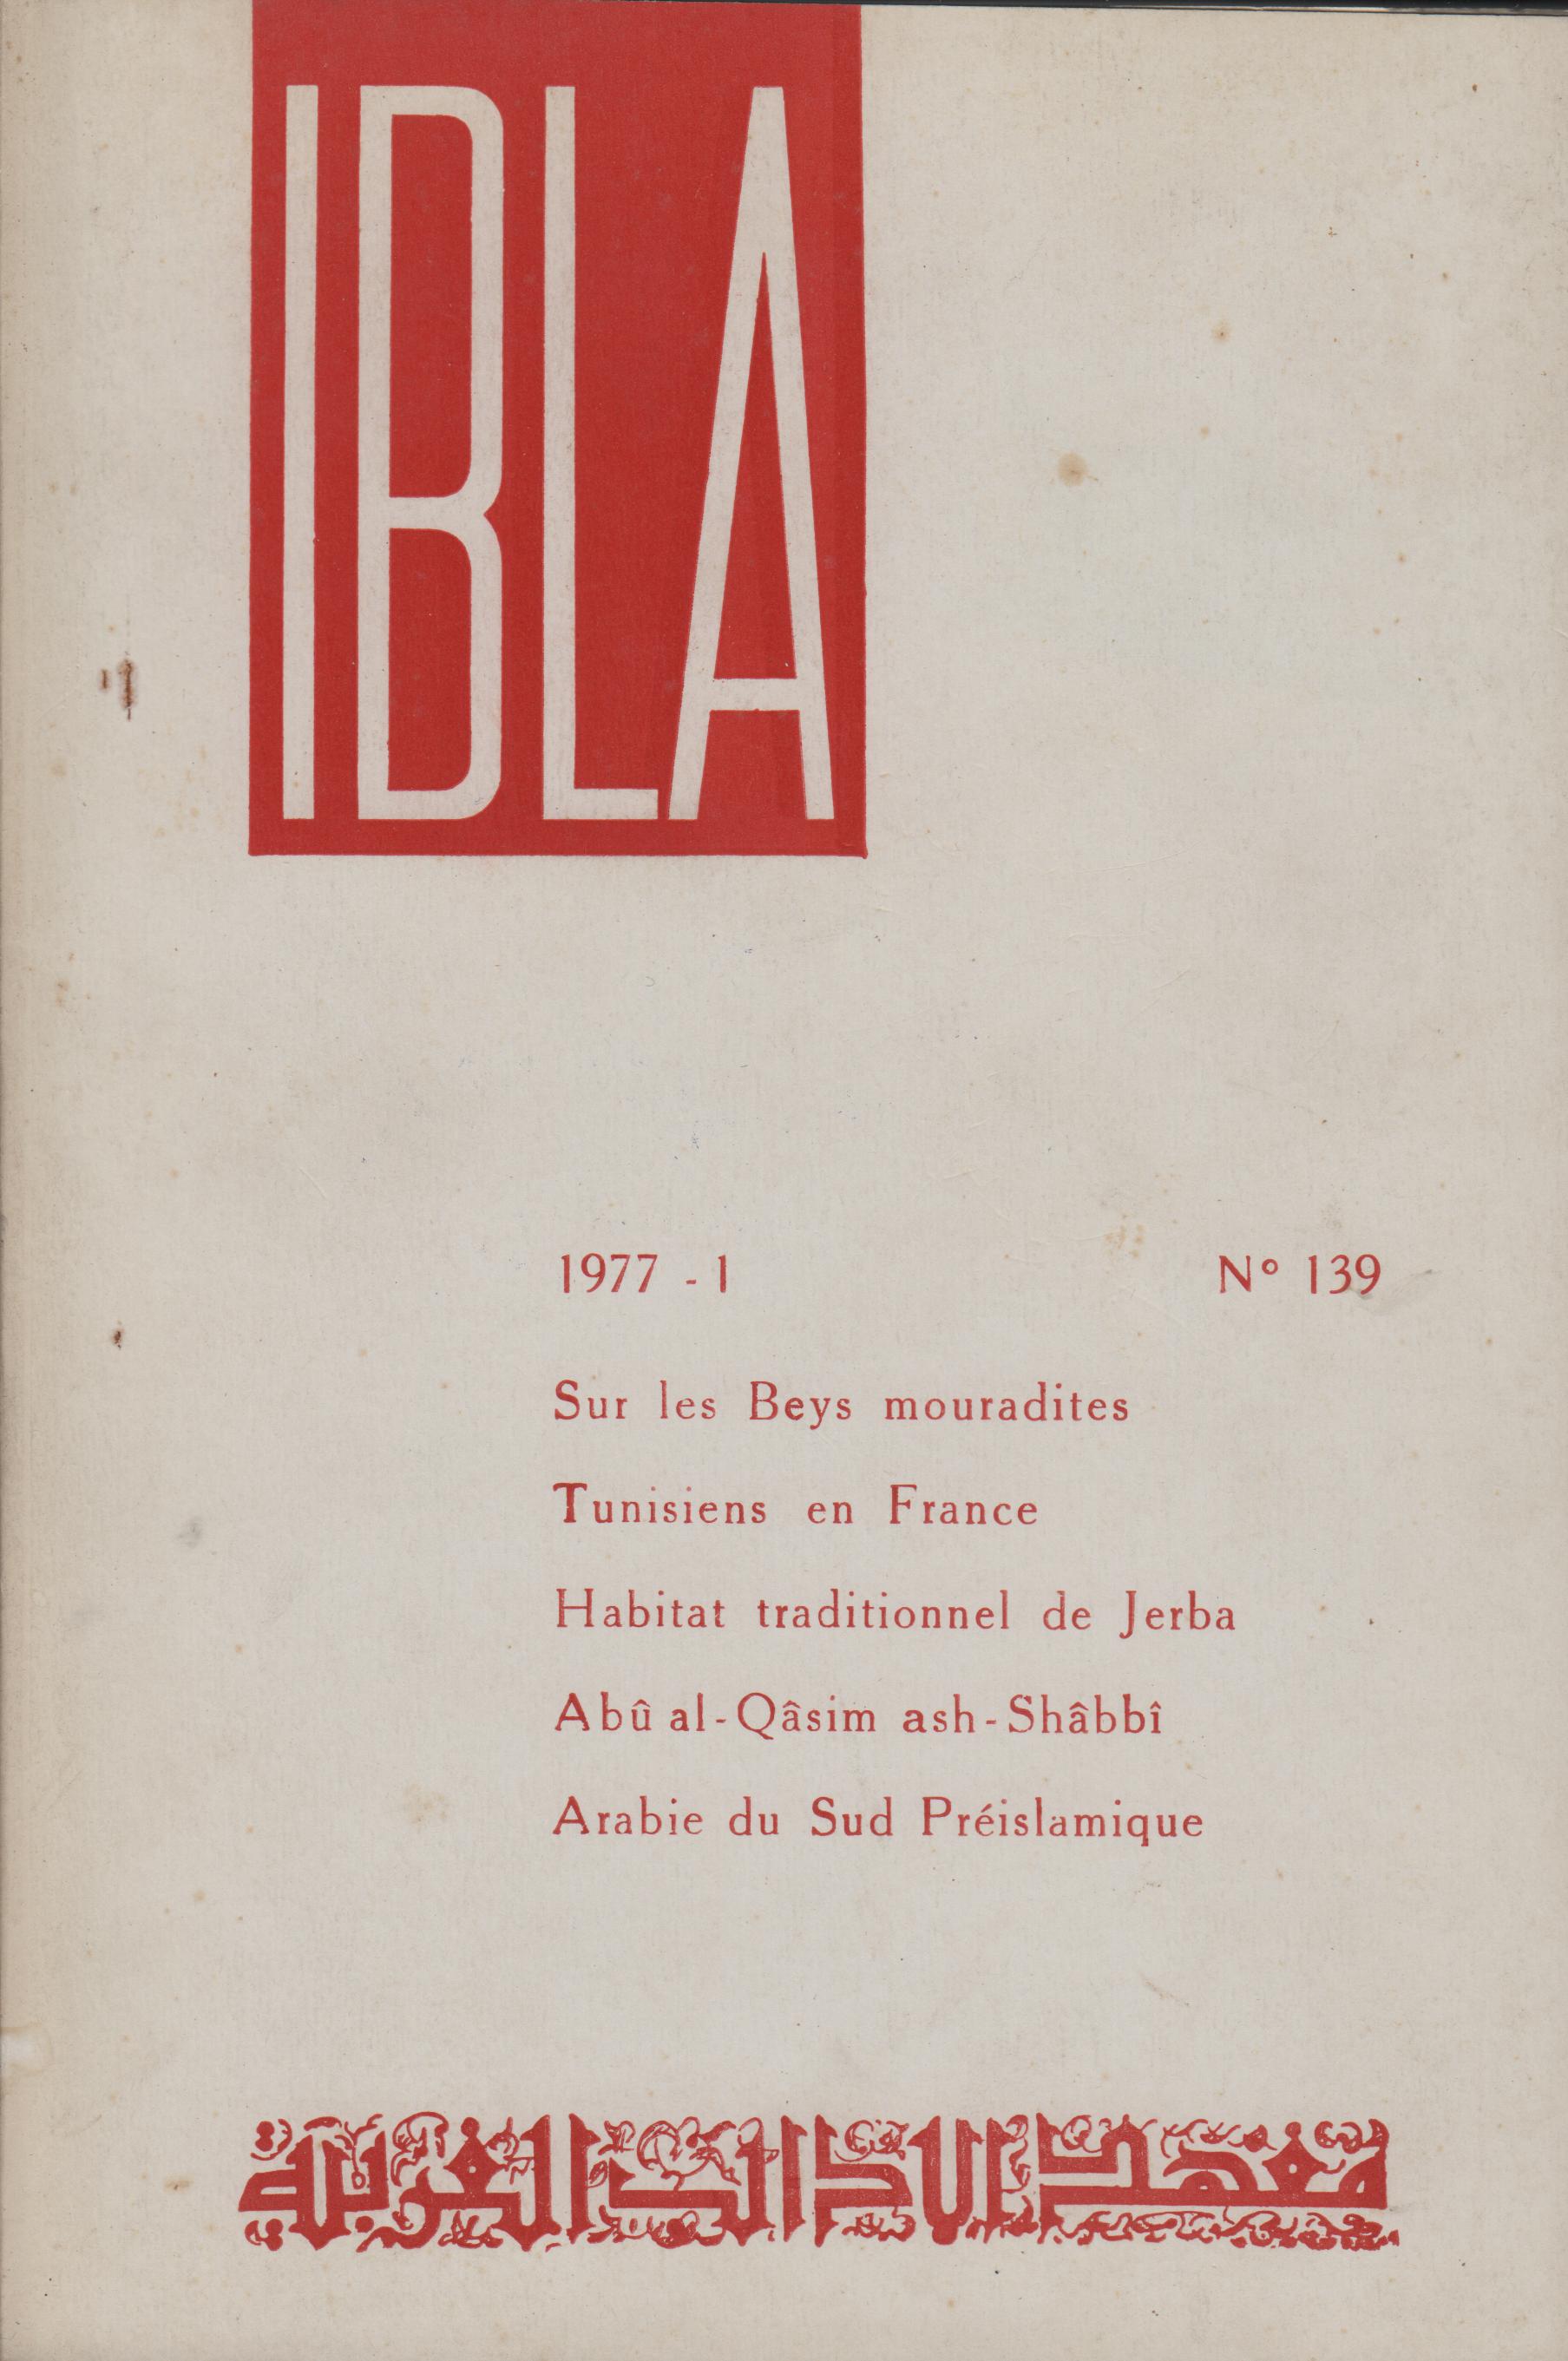 IBLA
1977 - 1 N° 139
Sur les Beys mouradites
Tunisiens en France
Habitat traditionnel de Jerba
Abû al-Qâsim ash-Shâbbî
Arabie du Sud Préislamique
معهد الآداب العربية